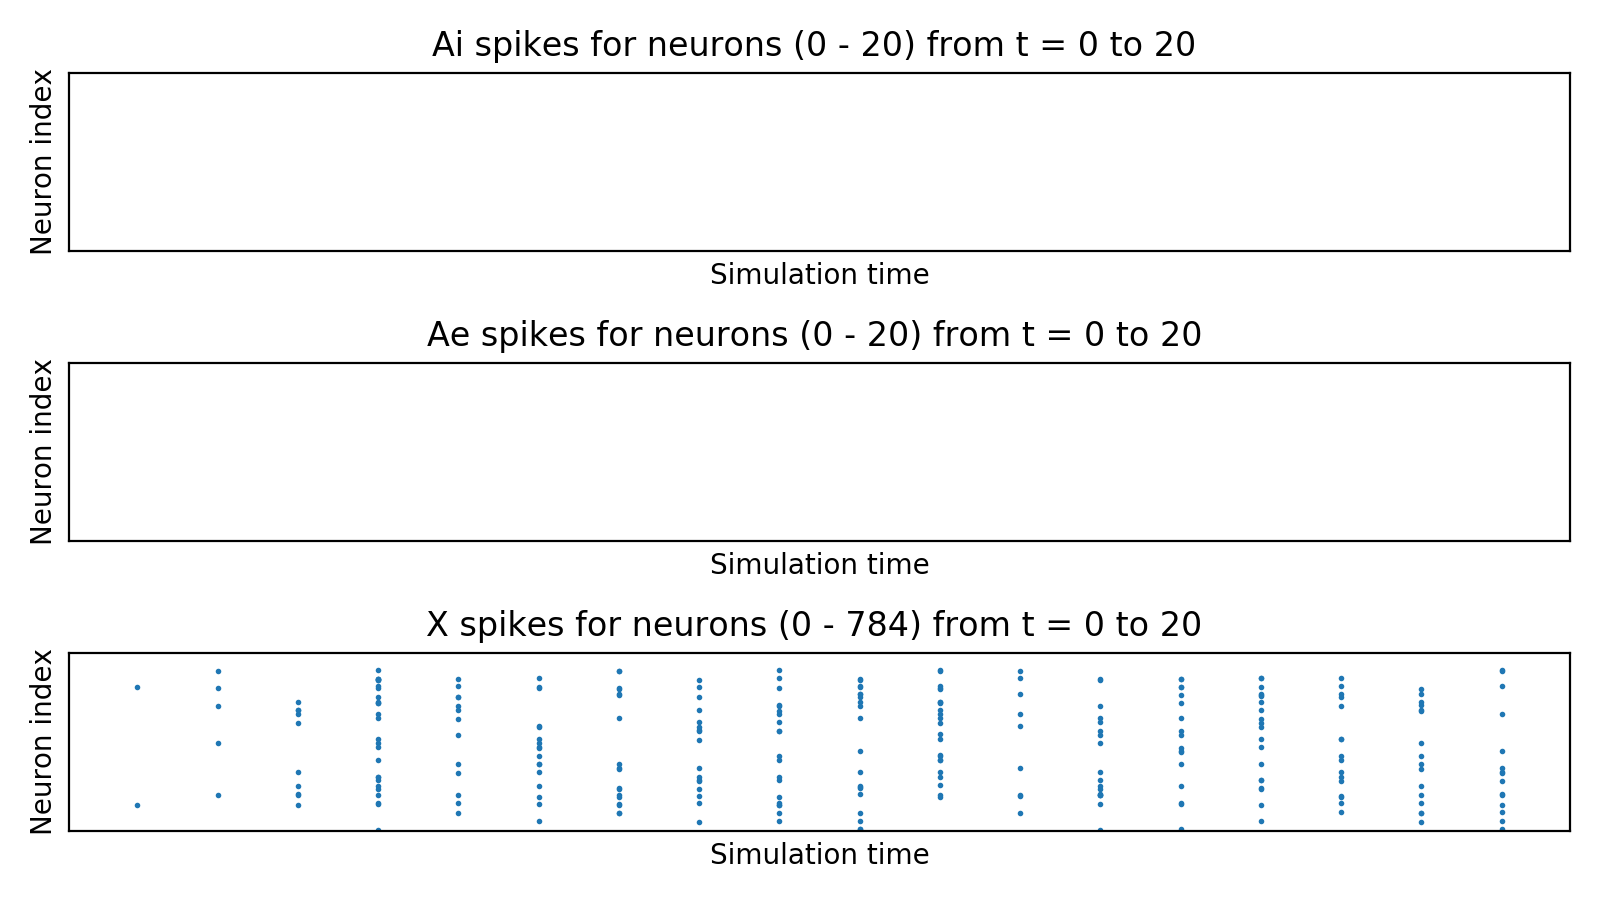 Ai spikes for neurons (0 - 20) from t = 0 to 20
Neuron index
Simulation time
Ae spikes for neurons (0 - 20) from t = 0 to 20
Neuron index
Simulation time
X spikes for neurons (0 - 784) from t = 0 to 20
Neuron index
Simulation time